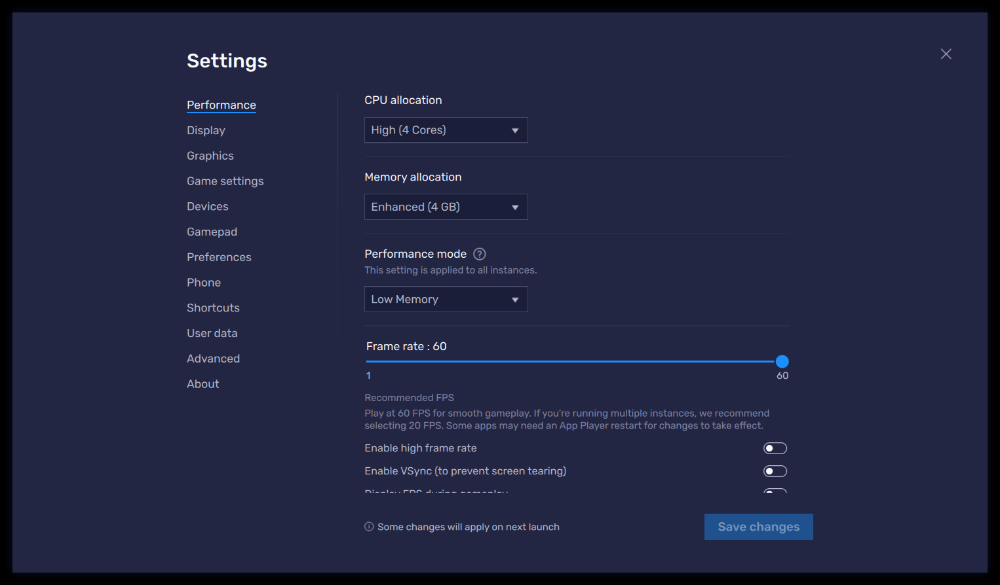 Settings
Performance
Display
Graphics
Game settings
Devices
Gamepad
Preferences
Phone
Shortcuts
User data
Advanced
About
CPU allocation
High (4 Cores)
Memory allocation
Enhanced (4 GB)
Performance mode ?
This setting is applied to all instances.
Low Memory
Frame rate : 60
1 60
Recommended FPS
Play at 60 FPS for smooth gameplay. If you’re running multiple instances, we recommend
selecting 20 FPS. Some apps may need an App Player restart for changes to take effect.
Enable high frame rate
Enable VSync (to prevent screen tearing)
Display FPS during gameplay
Some changes will apply on next launch
Save changes